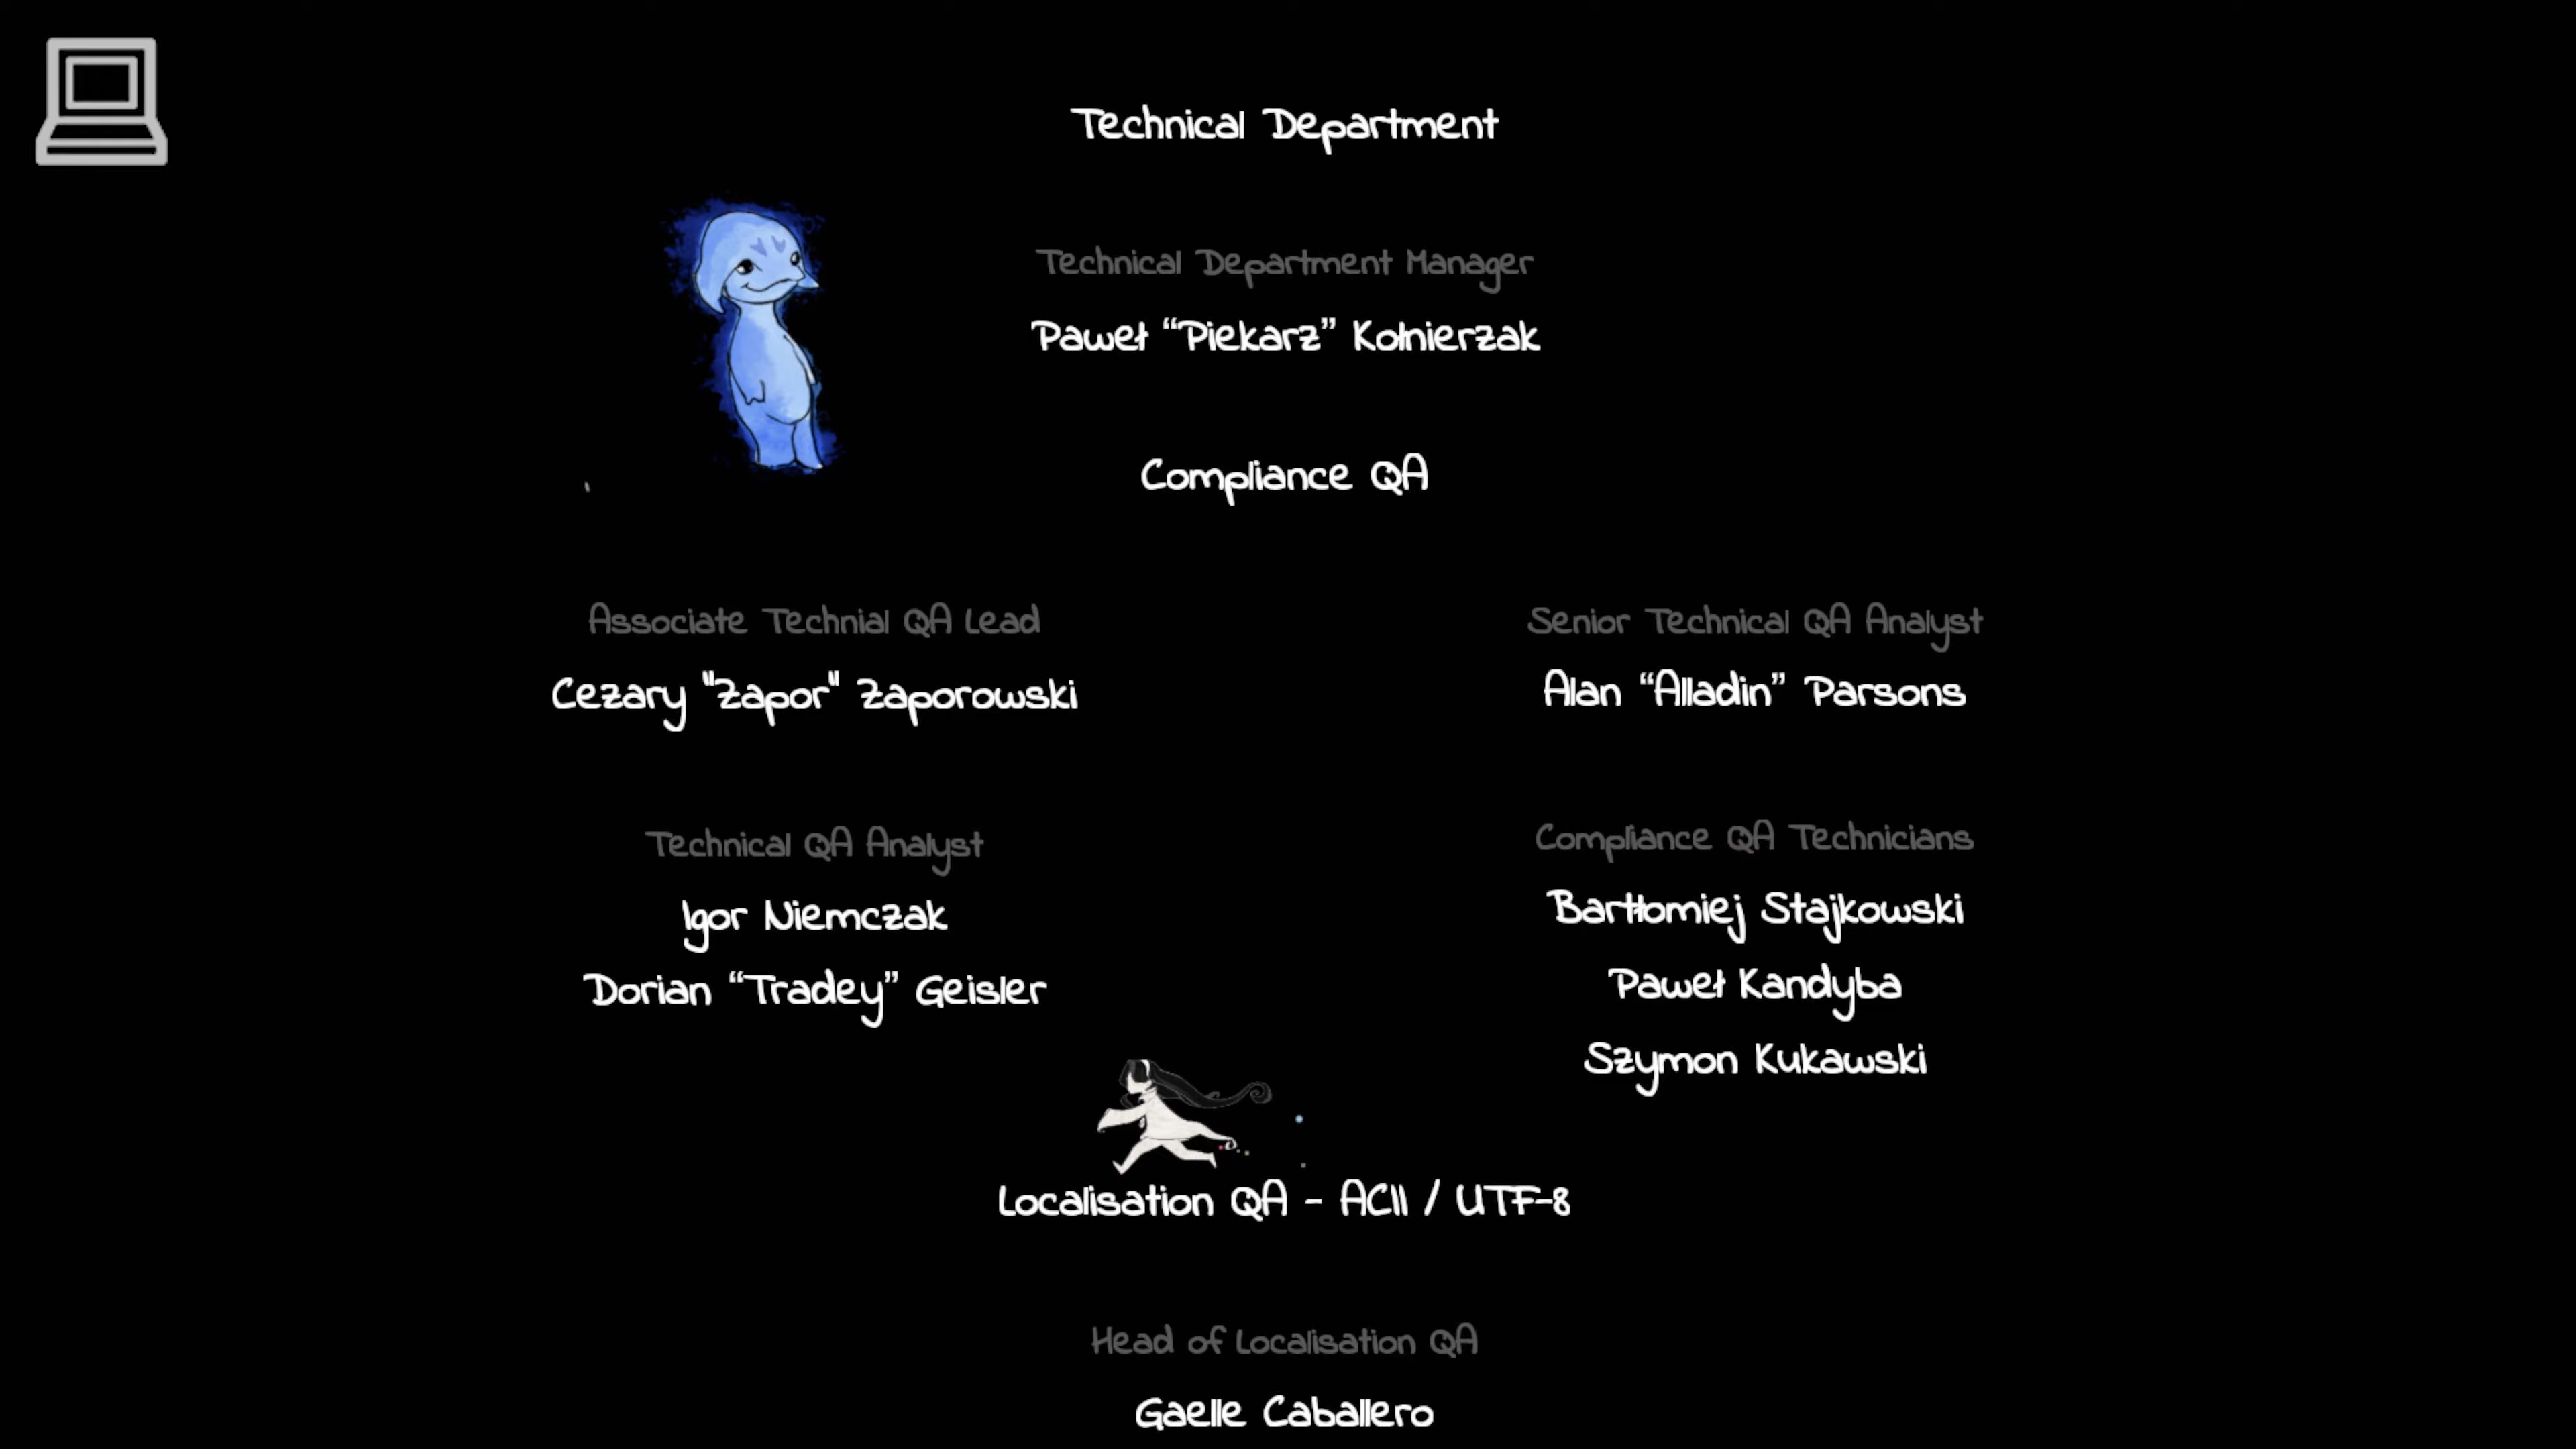 Technical Department
Technical Department Manager
Paweł “Piekarz” Kołnierzak
Compliance QA
Associate Technial QA Lead
Cezary "Zapor" Zaporowski
Senior Technical QA Analyst
Alan “Alladin” Parsons
Technical QA Analyst
Igor Niemczak
Dorian “Tradey” Geisler
Compliance QA Technicians
Bartłomiej Stajkowski
Paweł Kandyba
Szymon Kukawski
Localisation QA - ACII / UTF-8
Head of Localisation QA
Gaelle Caballero